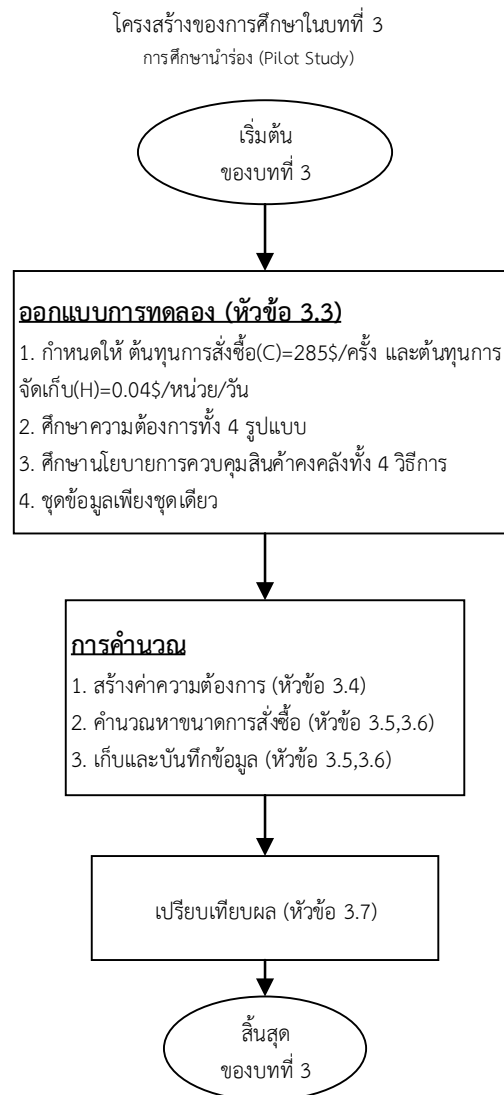 โครงสร้างของการศึกษาในบทที่ 3
การศึกษานำร่อง (Pilot Study)
เริ่มต้น
ของบทที่ 3
ออกแบบการทดลอง (หัวข้อ 3.3)
1. กำหนดให้ ต้นทุนการสั่งซื้อ(C)=285$/ครั้ง และต้นทุนการ
จัดเก็บ(H)=0.04$/หน่วย/วัน
2. ศึกษาความต้องการทั้ง 4 รูปแบบ
3. ศึกษานโยบายการควบคุมสินค้าคงคลังทั้ง 4 วิธีการ
4. ชุดข้อมูลเพียงชุดเดียว
การคำนวณ
1. สร้างค่าความต้องการ (หัวข้อ 3.4)
2. คำนวณหาขนาดการสั่งซื้อ (หัวข้อ 3.5,3.6)
3. เก็บและบันทึกข้อมูล (หัวข้อ 3.5,3.6)
เปรียบเทียบผล (หัวข้อ 3.7)
สิ้นสุด
ของบทที่ 3